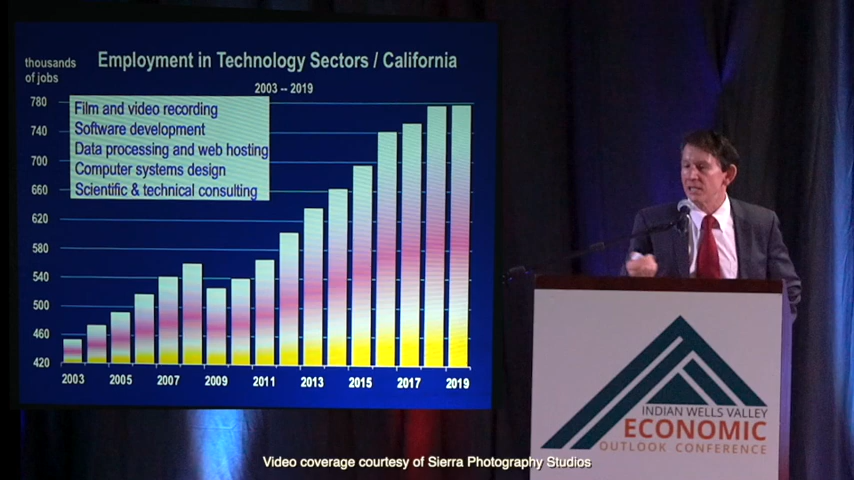 Employment in Technology Sectors / California
thousands
of jobs
2003 -- 2019
Film and video recording
Software development
Data processing and web hosting
Computer systems design
Scientific & technical consulting
780
740
700
660
620
580
540
500
460
420
2003
2005
2007
2009
2011
2013
2015
2017
2019
INDIAN WELLS VALLEY
ECONOMIC
OUTLOOK CONFERENCE
Video coverage courtesy of Sierra Photography Studios